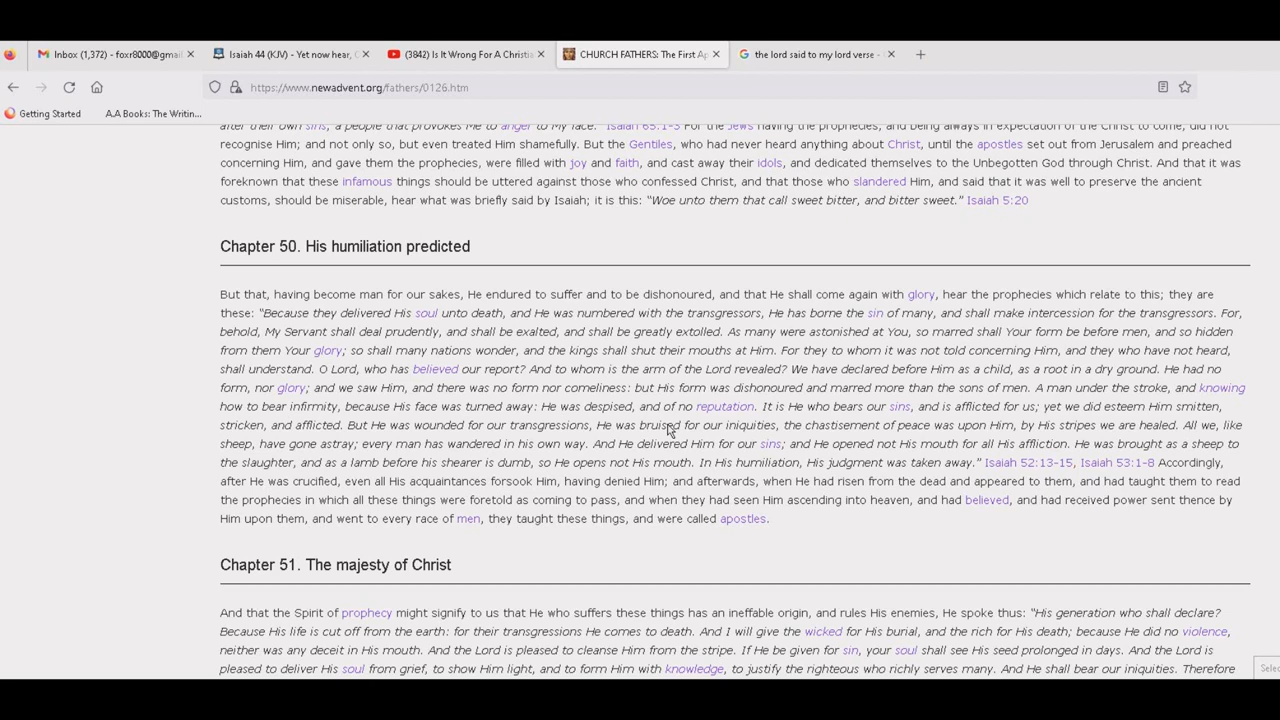 Inbox (1,372) - foxr8000@gmail
Isaiah 44 (KJV) - Yet now hear,
(3842) Is It Wrong For A Christia
CHURCH FATHERS: The First Ap
the lord said to my lord verse -
https://www.newadvent.org/fathers/0126.htm
Getting Started
A.A Books: The Writin...
after their own sins, a people that provokes Me to anger to My face." Isaiah 65:1-3 For the Jews having the prophecies, and being always in expectation of the Christ to come, did not
recognise Him; and not only so, but even treated Him shamefully. But the Gentiles, who had never heard anything about Christ, until the apostles set out from Jerusalem and preached
concerning Him, and gave them the prophecies, were filled with joy and faith, and cast away their idols, and dedicated themselves to the Unbegotten God through Christ. And that it was
foreknown that these infamous things should be uttered against those who confessed Christ, and that those who slandered Him, and said that it was well to preserve the ancient
customs, should be miserable, hear what was briefly said by Isaiah; it is this: "Woe unto them that call sweet bitter, and bitter sweet." Isaiah 5:20
Chapter 50. His humiliation predicted
But that, having become man for our sakes, He endured to suffer and to be dishonoured, and that He shall come again with glory, hear the prophecies which relate to this; they are
these: "Because they delivered His soul unto death, and He was numbered with the transgressors, He has borne the sin of many, and shall make intercession for the transgressors. For,
behold, My Servant shall deal prudently, and shall be exalted, and shall be greatly extolled. As many were astonished at You, so marred shall Your form be before men, and so hidden
from them Your glory; so shall many nations wonder, and the kings shall shut their mouths at Him. For they to whom it was not told concerning Him, and they who have not heard,
shall understand. O Lord, who has believed our report? And to whom is the arm of the Lord revealed? We have declared before Him as a child, as a root in a dry ground. He had no
form, nor glory; and we saw Him, and there was no form nor comeliness: but His form was dishonoured and marred more than the sons of men. A man under the stroke, and knowing
how to bear infirmity, because His face was turned away: He was despised, and of no reputation. It is He who bears our sins, and is afflicted for us; yet we did esteem Him smitten,
stricken, and afflicted. But He was wounded for our transgressions, He was bruised for our iniquities, the chastisement of peace was upon Him, by His stripes we are healed. All we, like
sheep, have gone astray; every man has wandered in his own way. And He delivered Him for our sins; and He opened not His mouth for all His affliction. He was brought as a sheep to
the slaughter, and as a lamb before his shearer is dumb, so He opens not His mouth. In His humiliation, His judgment was taken away." Isaiah 52:13-15, Isaiah 53:1-8 Accordingly,
after He was crucified, even all His acquaintances forsook Him, having denied Him; and afterwards, when He had risen from the dead and appeared to them, and had taught them to read
the prophecies in which all these things were foretold as coming to pass, and when they had seen Him ascending into heaven, and had believed, and had received power sent thence by
Him upon them, and went to every race of men, they taught these things, and were called apostles.
Chapter 51. The majesty of Christ
And that the Spirit of prophecy might signify to us that He who suffers these things has an ineffable origin, and rules His enemies, He spoke thus: "His generation who shall declare?
Because His life is cut off from the earth: for their transgressions He comes to death. And I will give the wicked for His burial, and the rich for His death; because He did no violence,
neither was any deceit in His mouth. And the Lord is pleased to cleanse Him from the stripe. If He be given for sin, your soul shall see His seed prolonged in days. And the Lord is
pleased to deliver His soul from grief, to show Him light, and to form Him with knowledge, to justify the righteous who richly serves many. And He shall bear our iniquities. Therefore
Selec